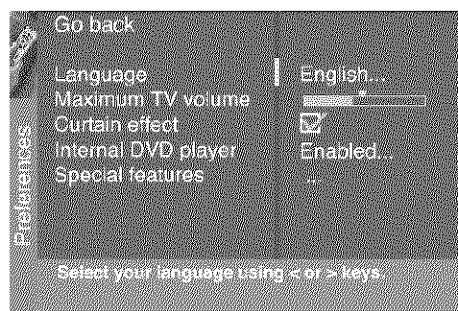 Go back
Language English...
Maximum TV volume
Curtain effect
Internal DVD player Enabled...
Special features ...
Preferences
Select your language using < or > keys.